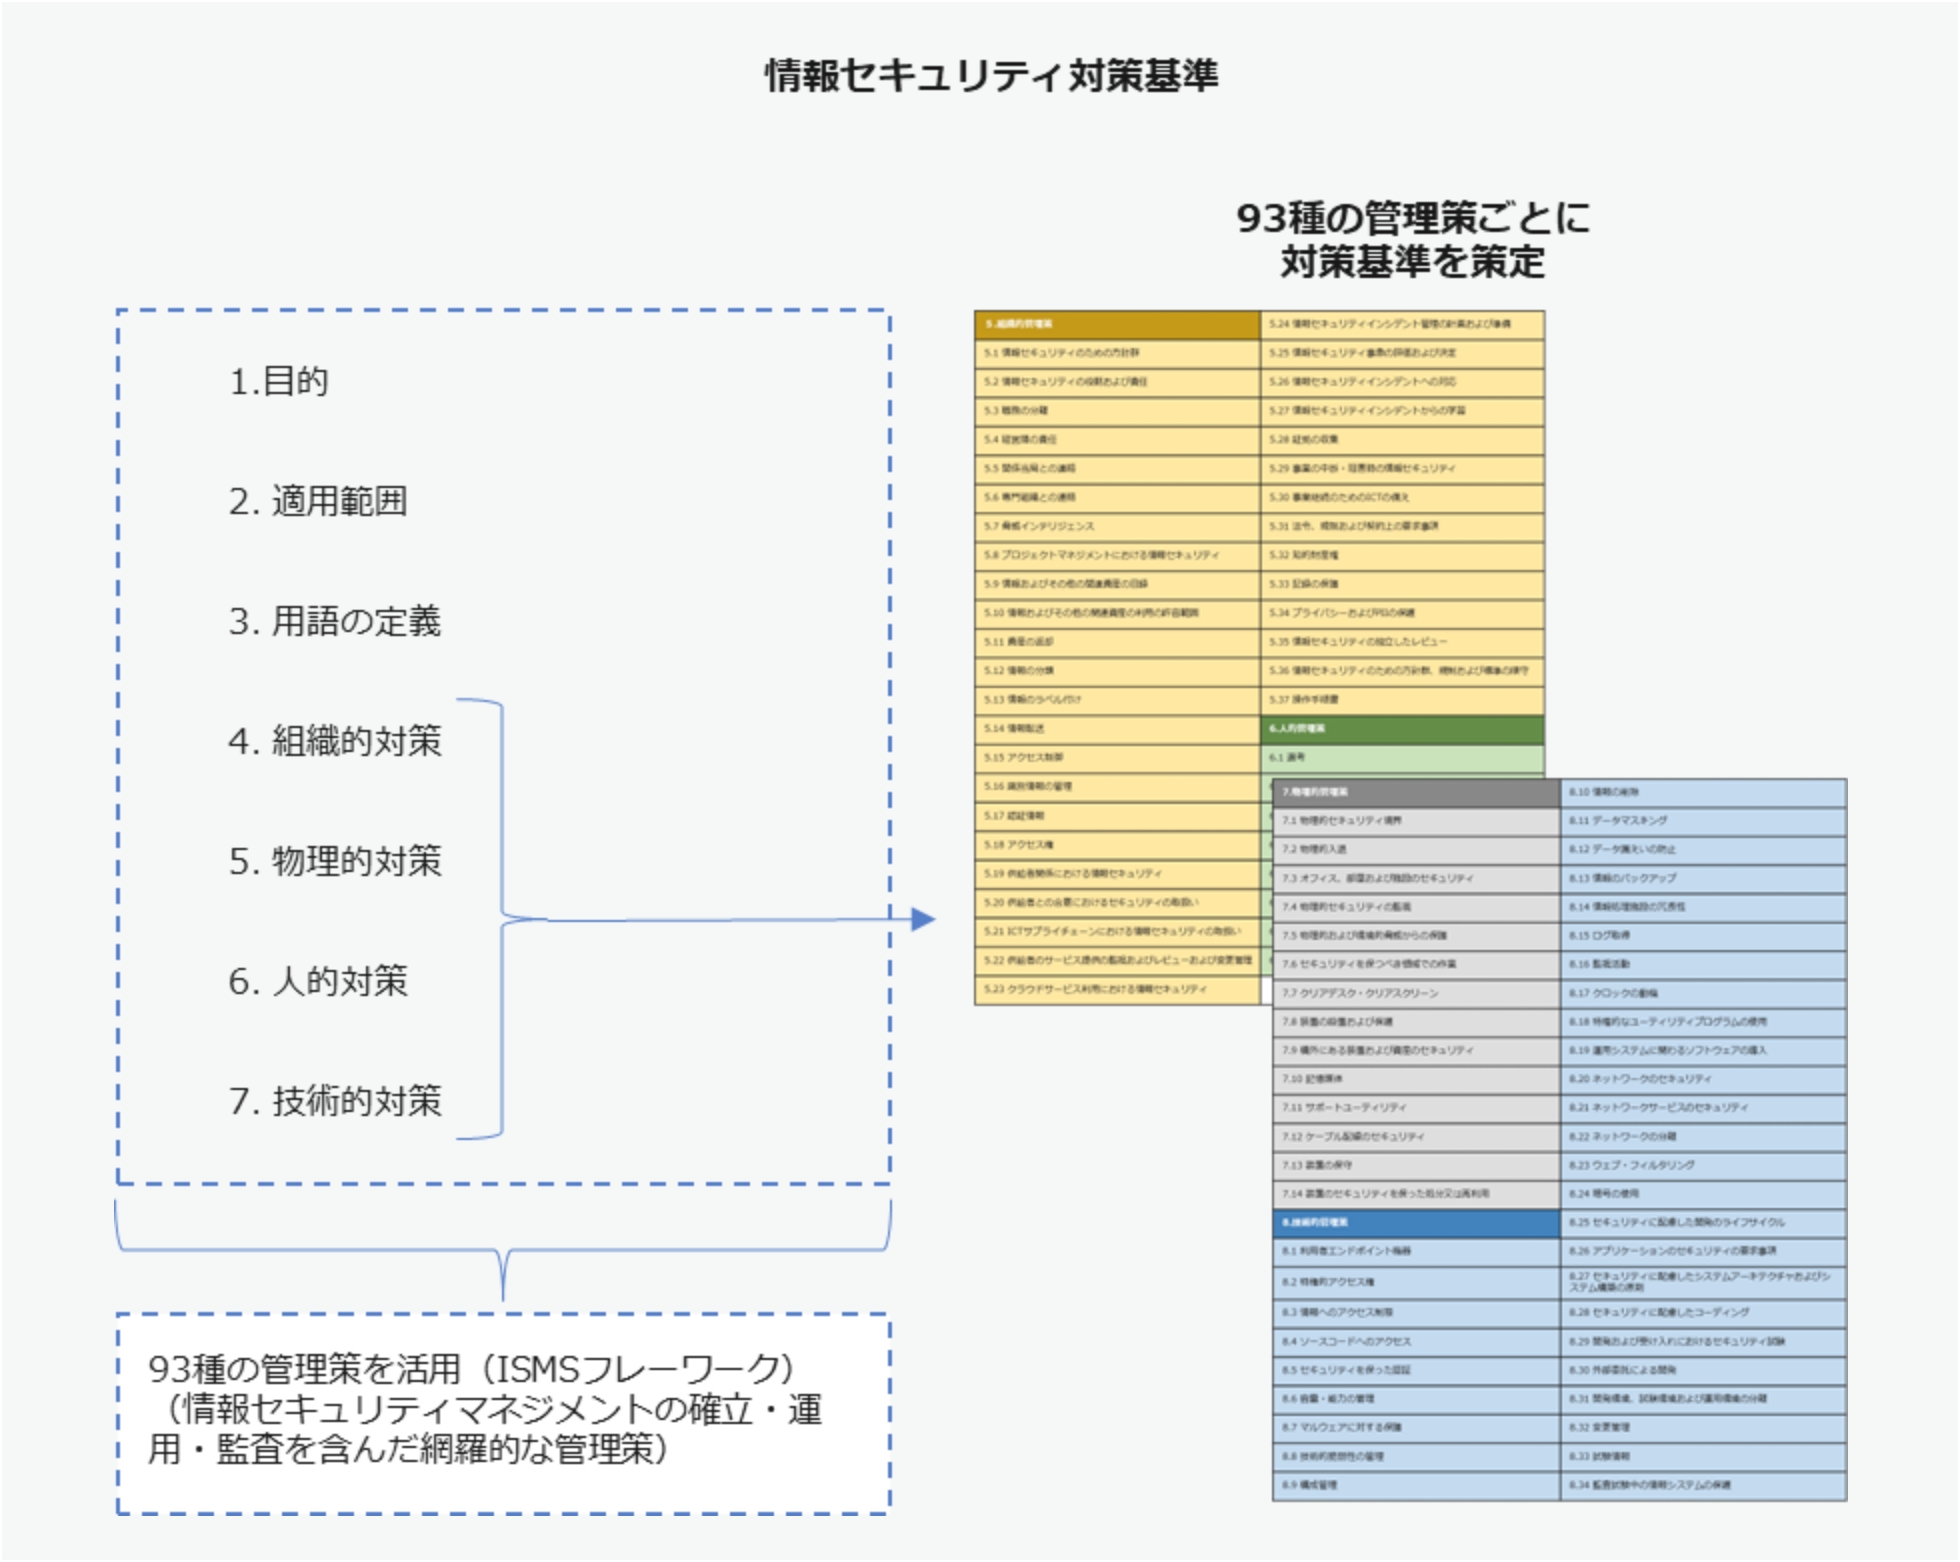 情報セキュリティ対策基準
93種の管理策ごとに
対策基準を策定
1.目的
2. 適用範囲
3. 用語の定義
4. 組織的対策
5. 物理的対策
6. 人的対策
7. 技術的対策
93種の管理策を活用（ISMSフレーワーク）
（情報セキュリティマネジメントの確立・運
用・監査を含んだ網羅的な管理策）
5.組織的管理策
5.1 情報セキュリティのための方針群
5.2 情報セキュリティの役割および責任
5.3 職務の分離
5.4 経営陣の責任
5.5 関係当局との連絡
5.6 専門組織との連絡
5.7 脅威インテリジェンス
5.8 プロジェクトマネジメントにおける情報セキュリティ
5.9 情報およびその他の関連資産の目録
5.10 情報およびその他の関連資産の利用の許容範囲
5.11 資産の返却
5.12 情報の分類
5.13 情報のラベル付け
5.14 情報転送
5.15 アクセス制御
5.16 識別情報の管理
5.17 認証情報
5.18 アクセス権
5.19 供給者関係における情報セキュリティ
5.20 供給者との合意におけるセキュリティの取扱い
5.21 ICTサプライチェーンにおける情報セキュリティの取扱い
5.22 供給者のサービス提供の監視およびレビューおよび変更管理
5.23 クラウドサービス利用における情報セキュリティ
5.24 情報セキュリティインシデント管理の計画および準備
5.25 情報セキュリティ事象の評価および決定
5.26 情報セキュリティインシデントへの対応
5.27 情報セキュリティインシデントからの学習
5.28 証拠の収集
5.29 事業の中断・阻害時の情報セキュリティ
5.30 事業継続のためのICTの備え
5.31 法令、規制および契約上の要求事項
5.32 知的財産権
5.33 記録の保護
5.34 プライバシーおよびPIIの保護
5.35 情報セキュリティの独立したレビュー
5.36 情報セキュリティのための方針群、規制および標準の順守
5.37 操作手順書
6.人的管理策
6.1 選考
7.物理的管理策
7.1 物理的セキュリティ境界
7.2 物理的入退
7.3 オフィス、部屋および施設のセキュリティ
7.4 物理的セキュリティの監視
7.5 物理的および環境的脅威からの保護
7.6 セキュリティを保つべき領域での作業
7.7 クリアデスク・クリアスクリーン
7.8 装置の設置および保護
7.9 構外にある装置および資産のセキュリティ
7.10 記憶媒体
7.11 サポートユーティリティ
7.12 ケーブル配線のセキュリティ
7.13 装置の保守
7.14 装置のセキュリティを保った処分又は再利用
8.技術的管理策
8.1 利用者エンドポイント機器
8.2 特権的アクセス権
8.3 情報へのアクセス制限
8.4 ソースコードへのアクセス
8.5 セキュリティを保った認証
8.6 容量・能力の管理
8.7 マルウェアに対する保護
8.8 技術的脆弱性の管理
8.9 構成管理
8.10 情報の削除
8.11 データマスキング
8.12 データ漏えいの防止
8.13 情報のバックアップ
8.14 情報処理施設の冗長性
8.15 ログ取得
8.16 監視活動
8.17 クロックの同期
8.18 特権的なユーティリティプログラムの使用
8.19 運用システムに関わるソフトウェアの導入
8.20 ネットワークのセキュリティ
8.21 ネットワークサービスのセキュリティ
8.22 ネットワークの分離
8.23 ウェブ・フィルタリング
8.24 暗号の使用
8.25 セキュリティに配慮した開発のライフサイクル
8.26 アプリケーションのセキュリティの要求事項
8.27 セキュリティに配慮したシステムアーキテクチャおよびシ
ステム構築の原則
8.28 セキュリティに配慮したコーディング
8.29 開発および受け入れにおけるセキュリティ試験
8.30 外部委託による開発
8.31 開発環境、試験環境および運用環境の分離
8.32 変更管理
8.33 試験情報
8.34 監査試験中の情報システムの保護